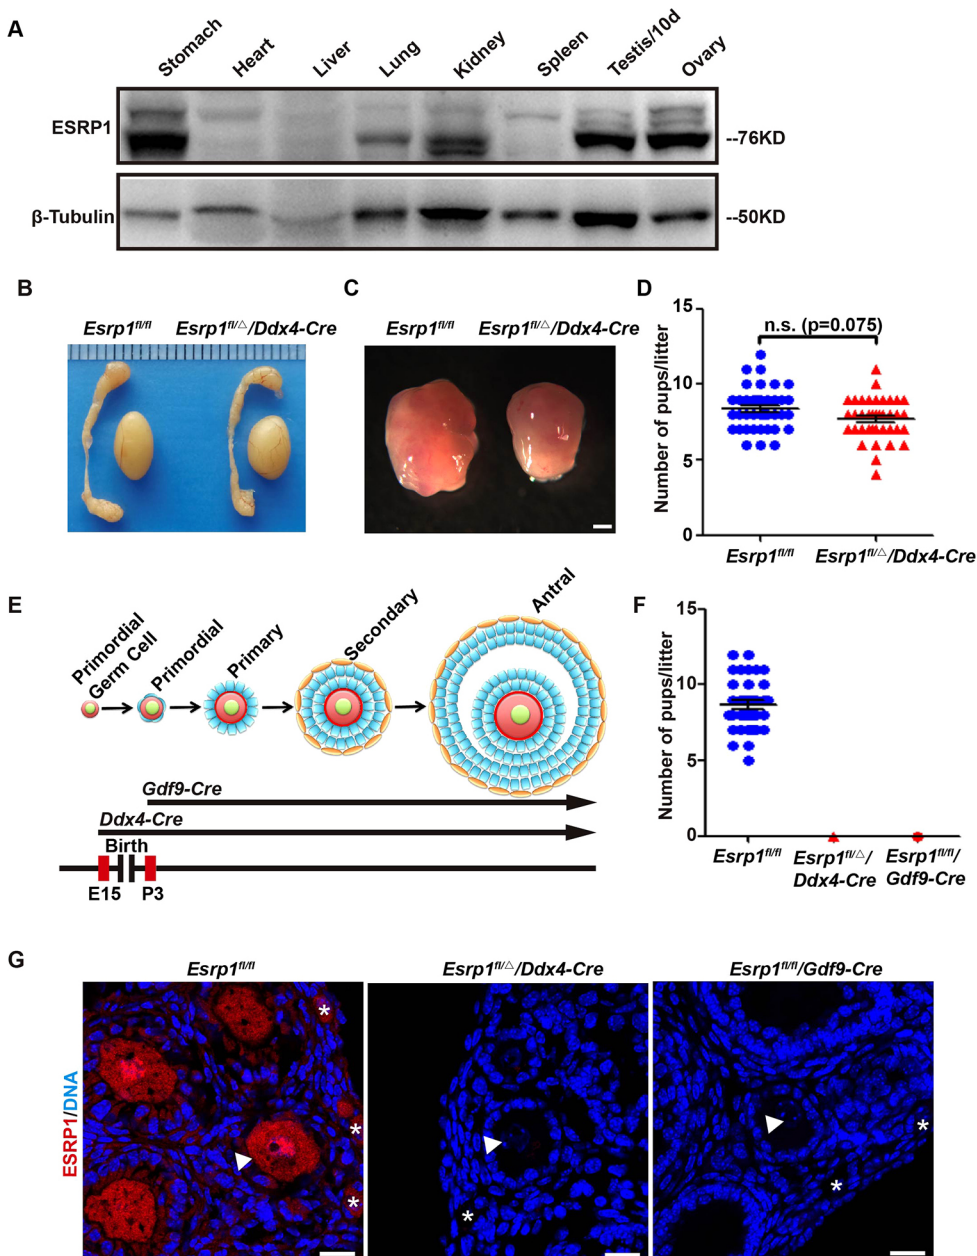 A
Stomach
Heart
Liver
Lung
Kidney
Spleen
Testis/10d
Ovary
ESRP1
--76KD
β-Tubulin
--50KD
B
Esrp1fl/fl Esrp1fl/△/Ddx4-Cre
C
Esrp1fl/fl Esrp1fl/△/Ddx4-Cre
D
Number of pups/litter
15
10
5
0
n.s. (p=0.075)
Esrp1fl/fl Esrp1fl/△/Ddx4-Cre
E
Primordial
Germ Cell
Primordial
Primary
Secondary
Antral
Gdf9-Cre
Ddx4-Cre
Birth
E15 P3
F
Number of pups/litter
15
10
5
0
Esrp1fl/fl
Esrp1fl/△/
Ddx4-Cre
Esrp1fl/fl/
Gdf9-Cre
G
Esrp1fl/fl
Esrp1fl/△/Ddx4-Cre
Esrp1fl/fl/Gdf9-Cre
ESRP1/DNA
*
*
*
*
*
*